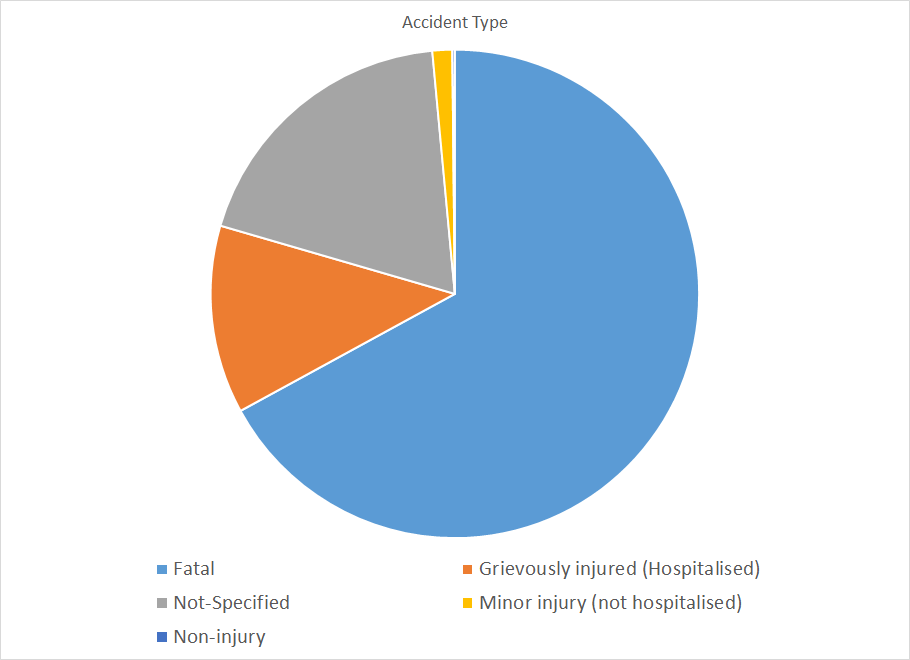 Accident Type
Fatal
Grievously injured (Hospitalised)
Not-Specified
Minor injury (not hospitalised)
Non-injury